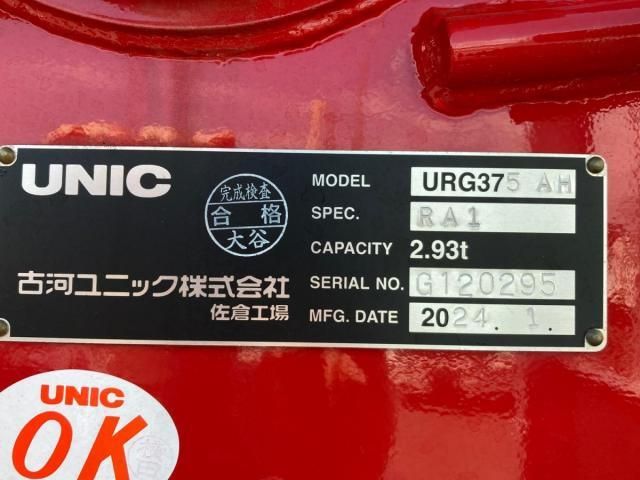 UNIC
完成検査
合格
大谷
古河ユニック株式会社
佐倉工場
MODEL URG375 AH
SPEC. RA1
CAPACITY 2.93t
SERIAL NO. G120295
MFG. DATE 2024. 1.
UNIC
OK